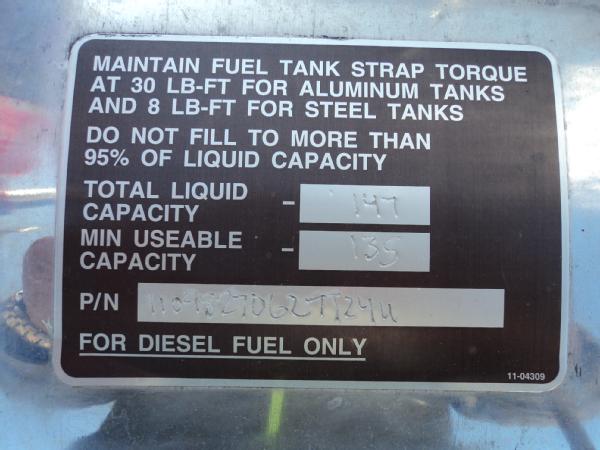 MAINTAIN FUEL TANK STRAP TORQUE
AT 30 LB-FT FOR ALUMINUM TANKS
AND 8 LB-FT FOR STEEL TANKS
DO NOT FILL TO MORE THAN
95% OF LIQUID CAPACITY
TOTAL LIQUID
CAPACITY - 147
MIN USEABLE
CAPACITY - 135
P/N
FOR DIESEL FUEL ONLY
11-04309